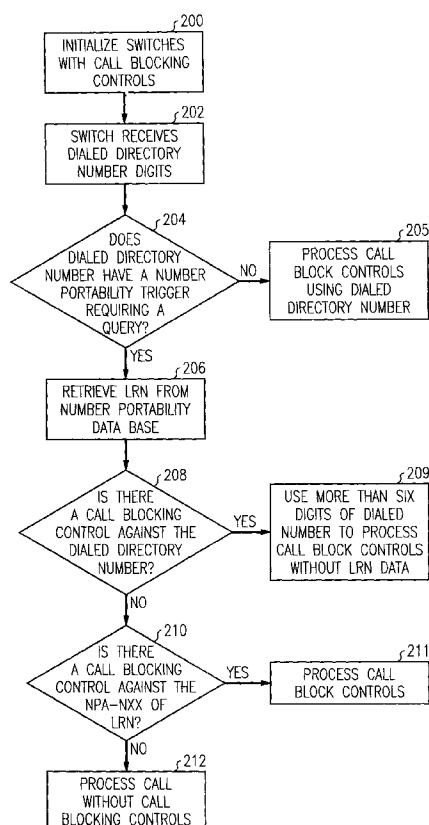 200
INITIALIZE SWITCHES
WITH CALL BLOCKING
CONTROLS
202
SWITCH RECEIVES
DIALED DIRECTORY
NUMBER DIGITS
204
DOES
DIALED DIRECTORY
NUMBER HAVE A NUMBER
PORTABILITY TRIGGER
REQUIRING A
QUERY?
NO
205
PROCESS CALL
BLOCK CONTROLS
USING DIALED
DIRECTORY NUMBER
YES
206
RETRIEVE LRN FROM
NUMBER PORTABILITY
DATA BASE
208
IS THERE
A CALL BLOCKING
CONTROL AGAINST THE
DIALED DIRECTORY
NUMBER?
YES
209
USE MORE THAN SIX
DIGITS OF DIALED
NUMBER TO PROCESS
CALL BLOCK CONTROLS
WITHOUT LRN DATA
NO
210
IS THERE
A CALL BLOCKING
CONTROL AGAINST THE
NPA-NXX OF
LRN?
YES
211
PROCESS CALL
BLOCK CONTROLS
NO
212
PROCESS CALL
WITHOUT CALL
BLOCKING CONTROLS